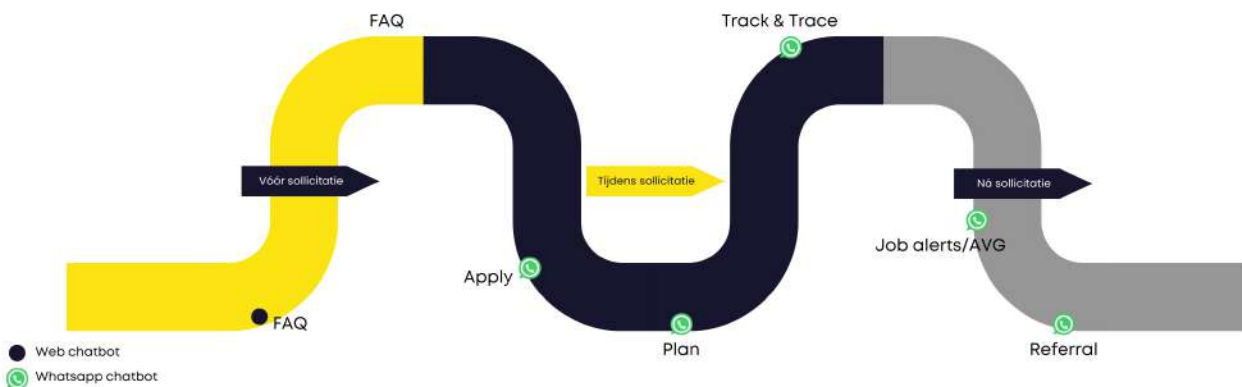 FAQ
Track & Trace
Vóór sollicitatie
Tijdens sollicitatie
Ná sollicitatie
Job alerts/AVG
Apply
FAQ
Plan
Referral
Web chatbot
Whatsapp chatbot